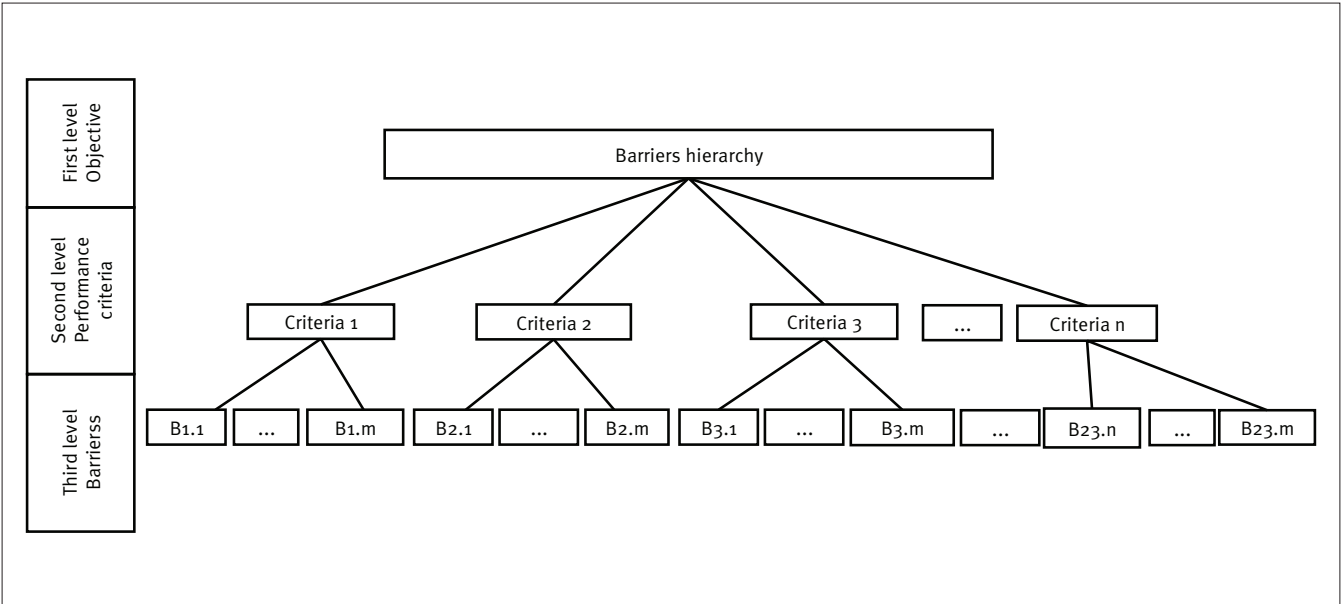 First level
Objective
Barriers hierarchy
Second level
Performance
criteria
Criteria 1
Criteria 2
Criteria 3
...
Criteria n
Third level
Barrierss
B1.1
...
B1.m
B2.1
...
B2.m
B3.1
...
B3.m
...
B23.n
...
B23.m